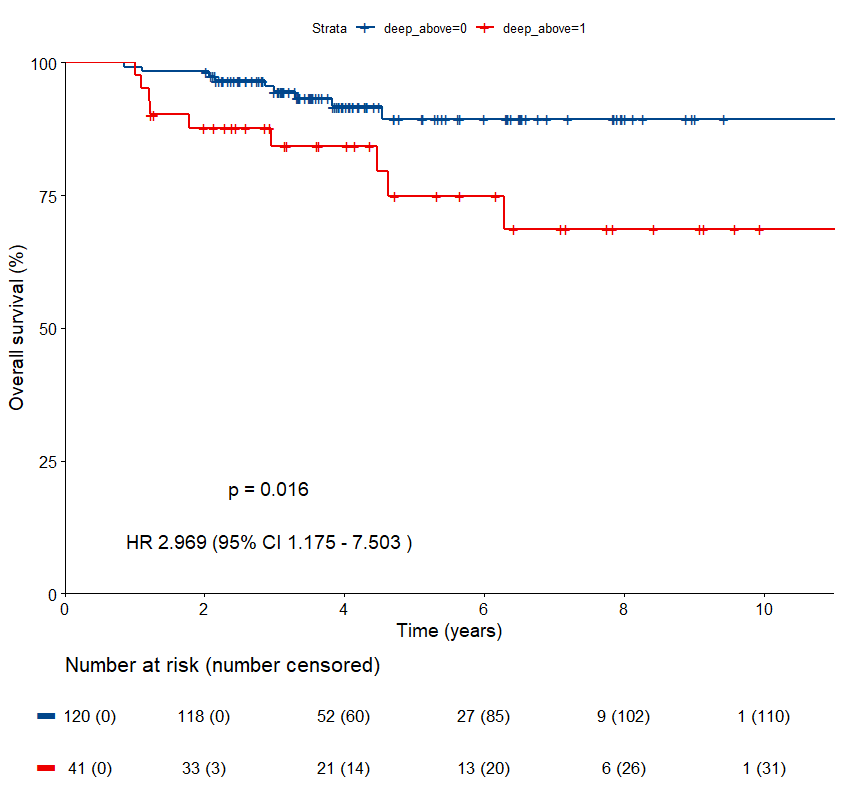 Strata deep_above=0 deep_above=1
100
75
50
25
0
Overall survival (%)
p = 0.016
HR 2.969 (95% CI 1.175 - 7.503 )
0 2 4 6 8 10
Time (years)
Number at risk (number censored)
120 (0) 118 (0) 52 (60) 27 (85) 9 (102) 1 (110)
41 (0) 33 (3) 21 (14) 13 (20) 6 (26) 1 (31)